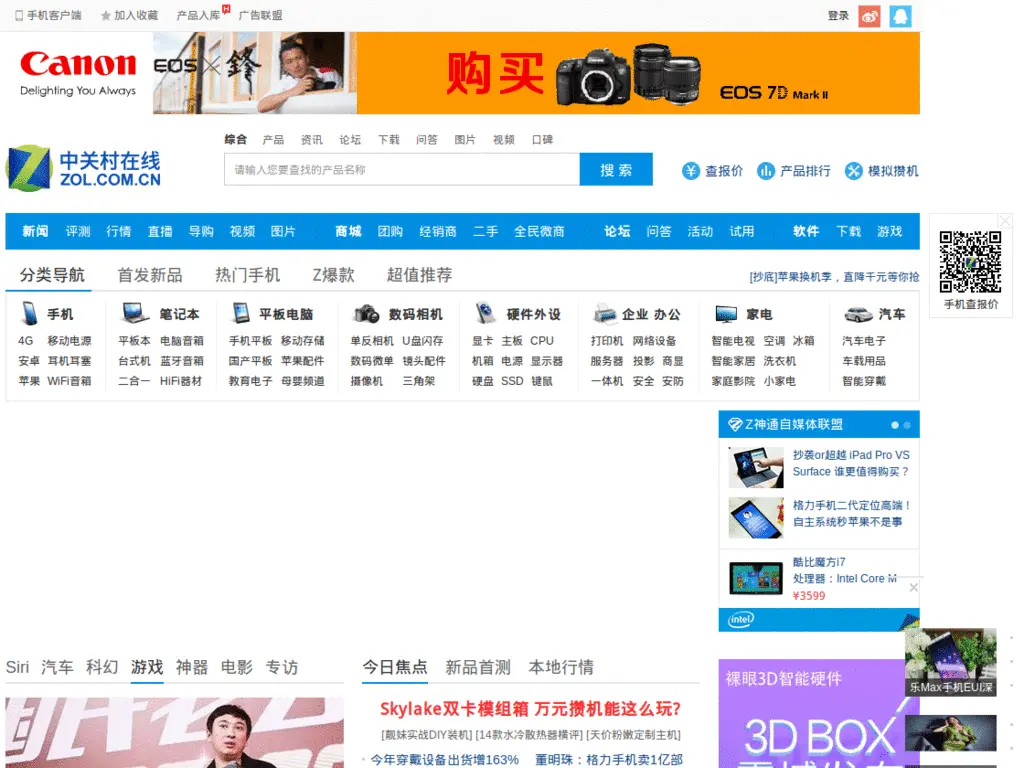 手机客户端 加入收藏 产品入库 H 广告联盟 登录
Canon
Delighting You Always
EOS X 鋒
购买
EOS 7D Mark II
中关村在线
ZOL.COM.CN
综合 产品 资讯 论坛 下载 问答 图片 视频 口碑
请输入您要查找的产品名称 搜 索
查报价 产品排行 模拟攒机
新闻 评测 行情 直播 导购 视频 图片 商城 团购 经销商 二手 全民微商 论坛 问答 活动 试用 软件 下载 游戏
手机查报价
分类导航 首发新品 热门手机 Z爆款 超值推荐 [抄底]苹果换机季，直降千元等你抢
手机 笔记本 平板电脑 数码相机 硬件外设 企业 办公 家电 汽车
4G 移动电源 平板本 电脑音箱 手机平板 移动存储 单反相机 U盘闪存 显卡 主板 CPU 打印机 网络设备 智能电视 空调 冰箱 汽车电子
安卓 耳机耳塞 台式机 蓝牙音箱 国产平板 苹果配件 数码微单 镜头配件 机箱 电源 显示器 服务器 投影 商显 智能家居 洗衣机 车载用品
苹果 WiFi音箱 二合一 HiFi器材 教育电子 母婴频道 摄像机 三角架 硬盘 SSD 键鼠 一体机 安全 安防 家庭影院 小家电 智能穿戴
Z神通自媒体联盟
抄袭or超越 iPad Pro VS
Surface 谁更值得购买？
格力手机二代定位高端！
自主系统秒苹果不是事
酷比魔方i7
处理器：Intel Core M
¥3599
intel
Siri 汽车 科幻 游戏 神器 电影 专访
今日焦点 新品首测 本地行情
Skylake双卡模组箱 万元攒机能这么玩?
[靓妹实战DIY装机] [14款水冷散热器横评] [天价粉嫩定制主机]
今年穿戴设备出货增163% 董明珠：格力手机卖1亿部
裸眼3D智能硬件
3D BOX
乐Max手机EUI深